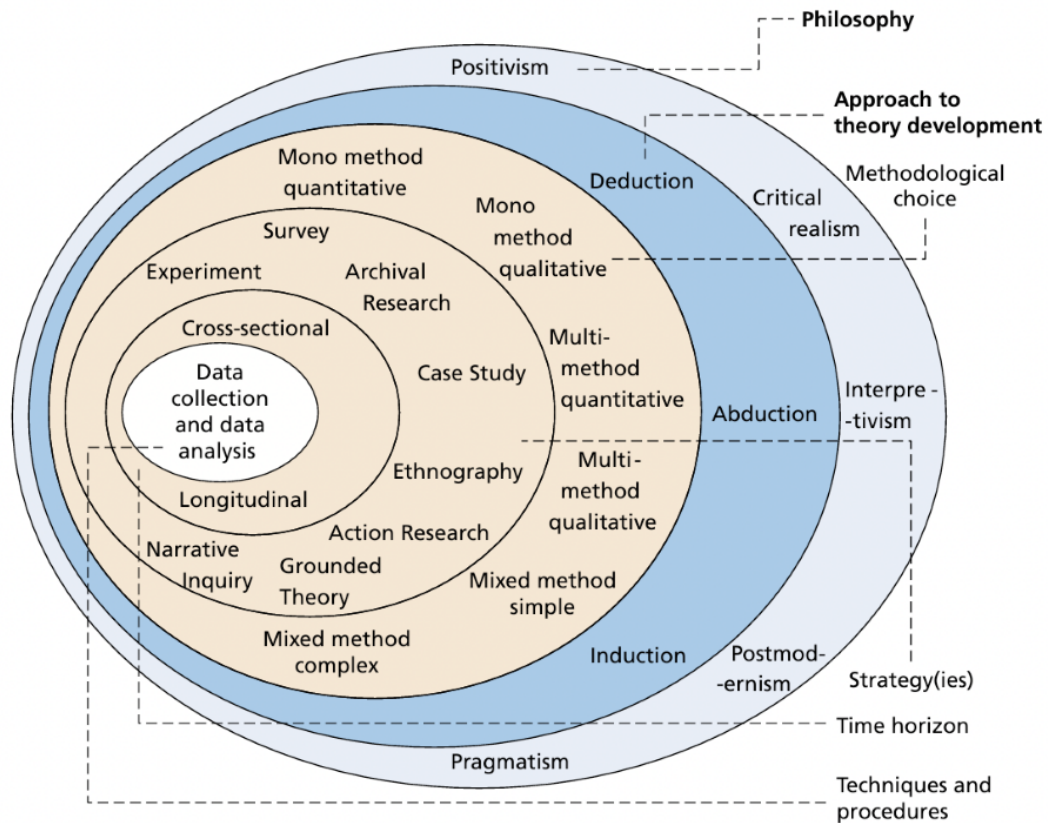 Philosophy
Positivism
Approach to
theory development
Mono method
quantitative
Deduction
Methodological
choice
Critical
realism
Mono
method
qualitative
Survey
Experiment
Archival
Research
Cross-sectional
Multi-
method
quantitative
Data
collection
and data
analysis
Case Study
Abduction
Interpre -
-tivism
Multi-
method
qualitative
Ethnography
Longitudinal
Action Research
Narrative
Inquiry
Grounded
Theory
Mixed method
simple
Mixed method
complex
Induction
Postmod-
-ernism
Strategy(ies)
Time horizon
Pragmatism
Techniques and
procedures